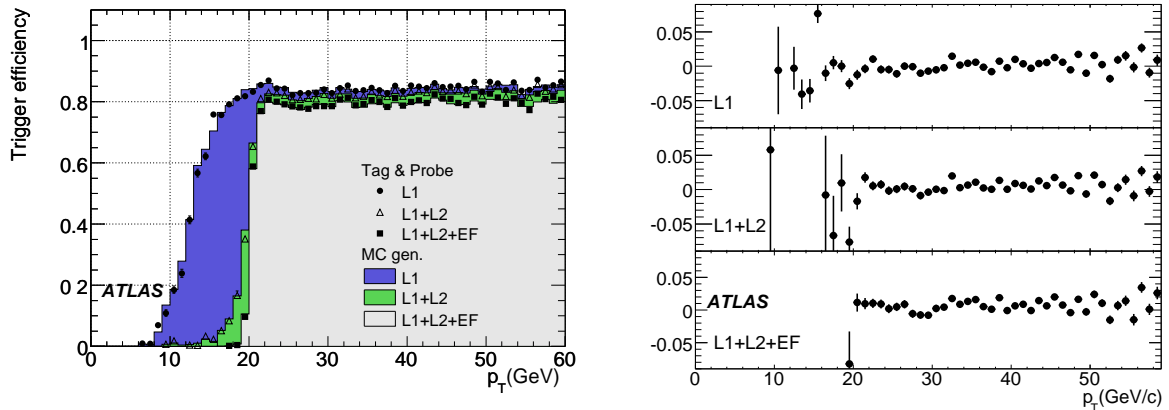 Trigger efficiency
1
0.8
0.6
0.4
0.2
0
Tag & Probe
L1
L1+L2
L1+L2+EF
MC gen.
L1
L1+L2
L1+L2+EF
ATLAS
0 10 20 30 40 50 60
p_T(GeV)
0.05
0
-0.05
L1
0.05
0
-0.05
L1+L2
0.05
0
-0.05
ATLAS
L1+L2+EF
0 10 20 30 40 50
p_T(GeV/c)